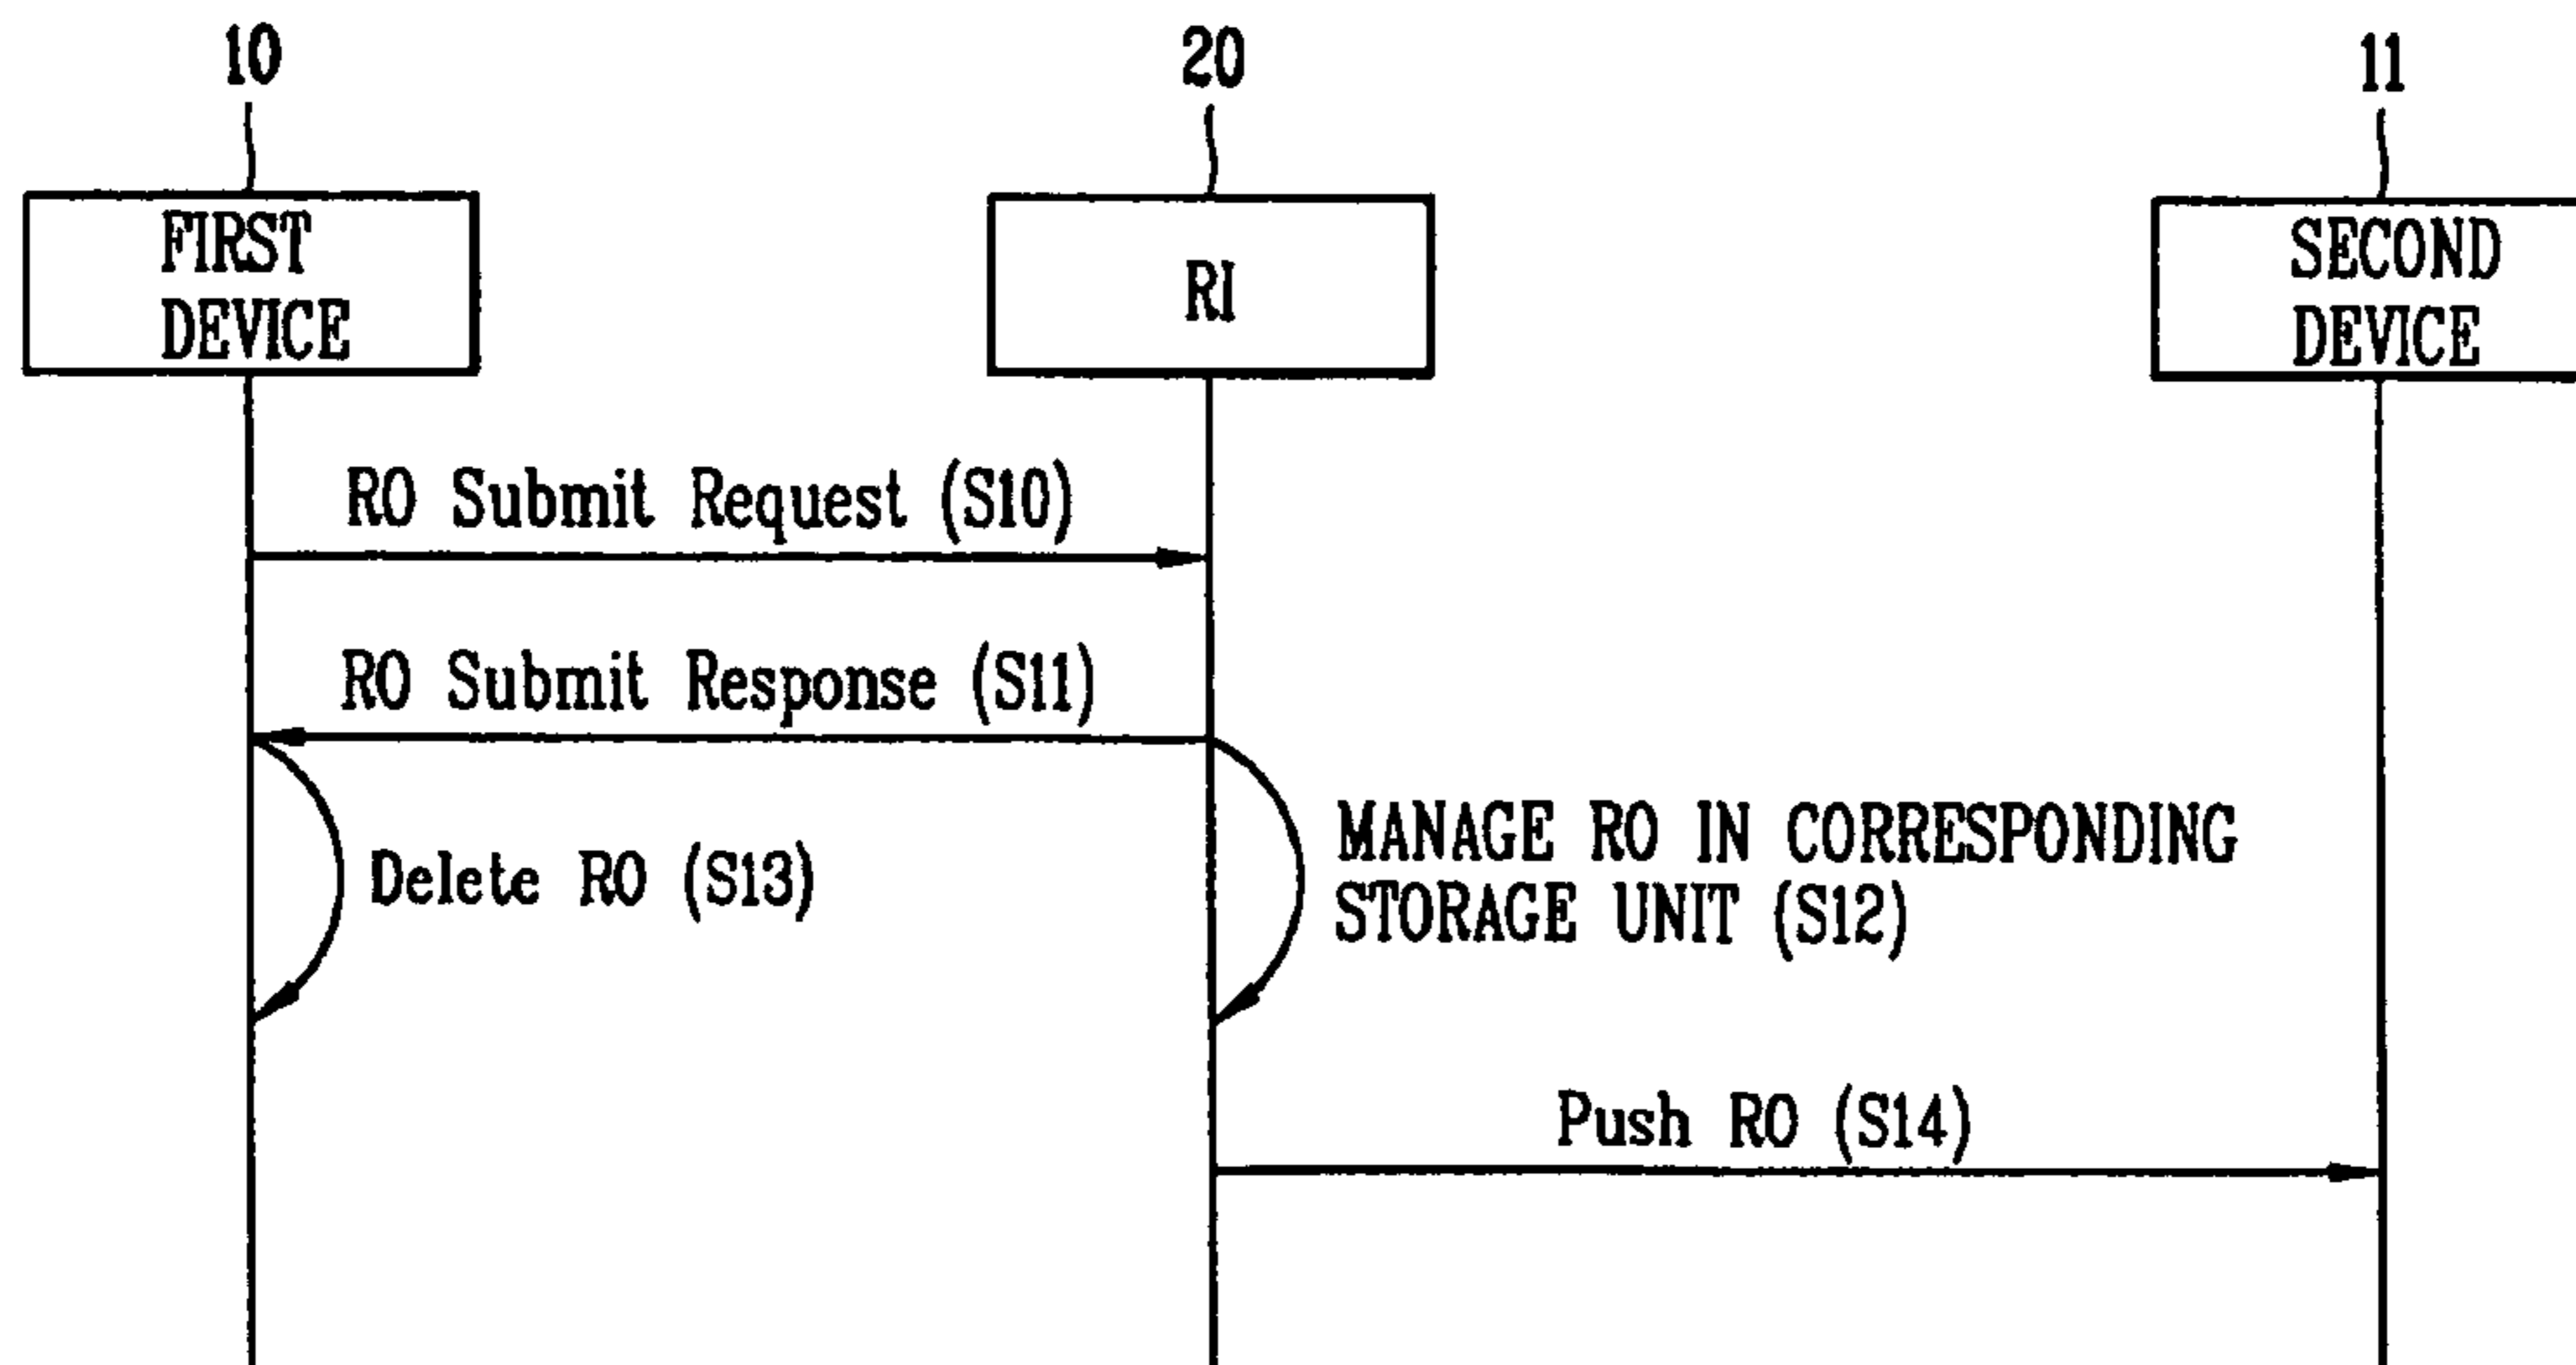 10
20
11
FIRST
DEVICE
RI
SECOND
DEVICE
RO Submit Request (S10)
RO Submit Response (S11)
Delete RO (S13)
MANAGE RO IN CORRESPONDING
STORAGE UNIT (S12)
Push RO (S14)